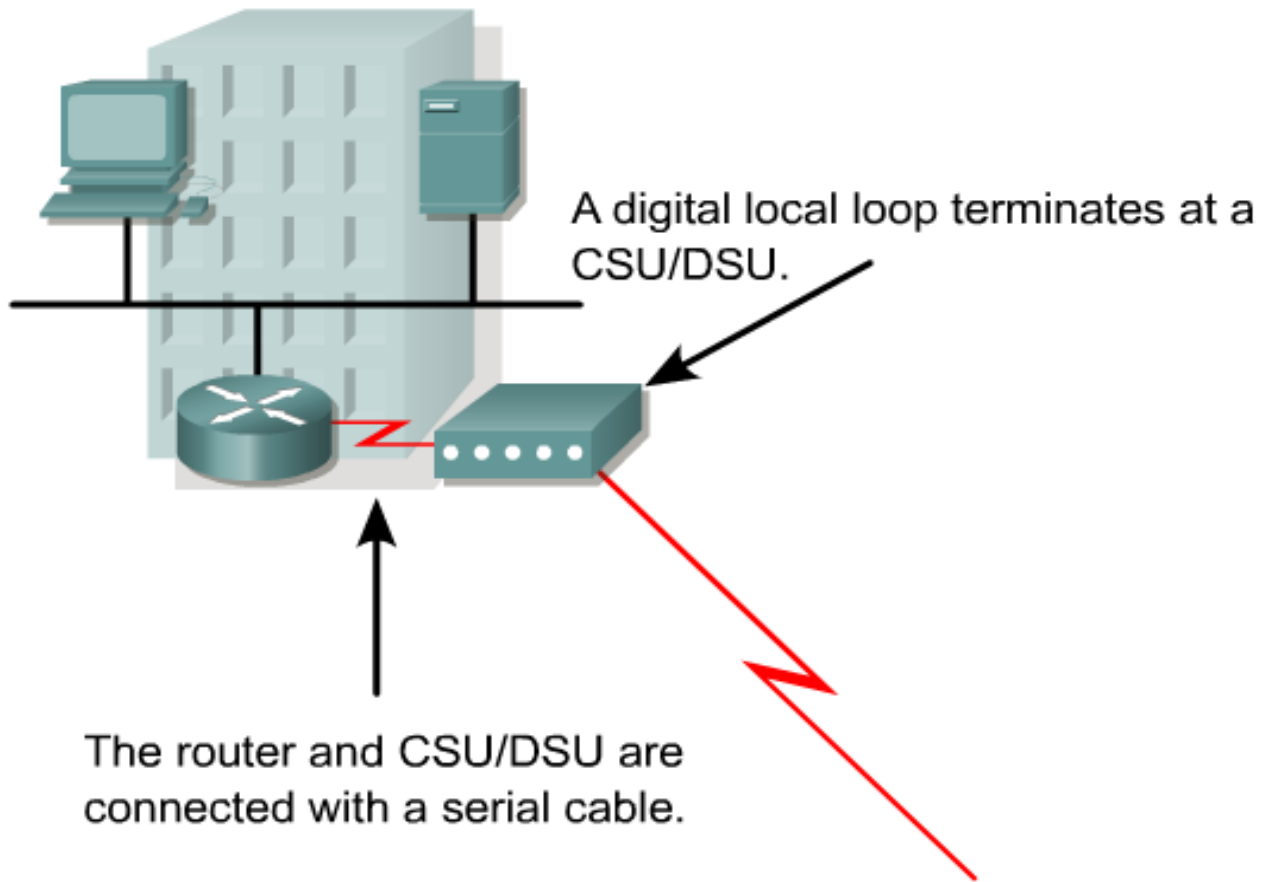 A digital local loop terminates at a
CSU/DSU.
The router and CSU/DSU are
connected with a serial cable.